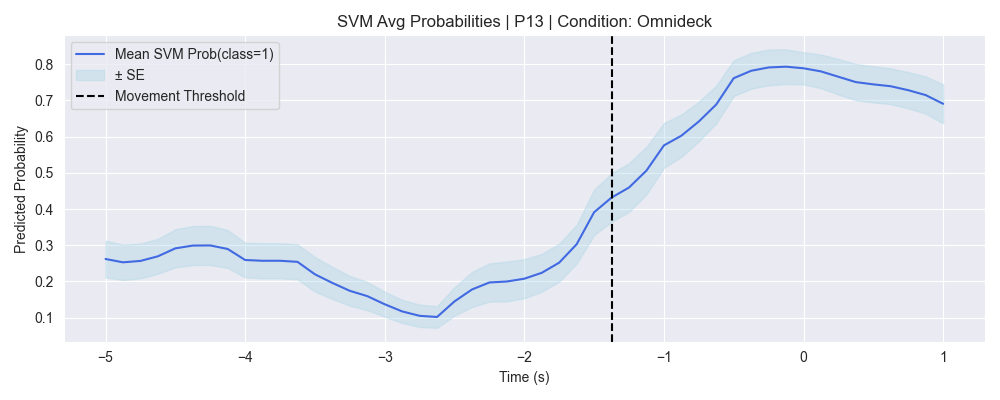 SVM Avg Probabilities | P13 | Condition: Omnideck
Mean SVM Prob(class=1)
± SE
Movement Threshold
Predicted Probability
0.8
0.7
0.6
0.5
0.4
0.3
0.2
0.1
−5 −4 −3 −2 −1 0 1
Time (s)